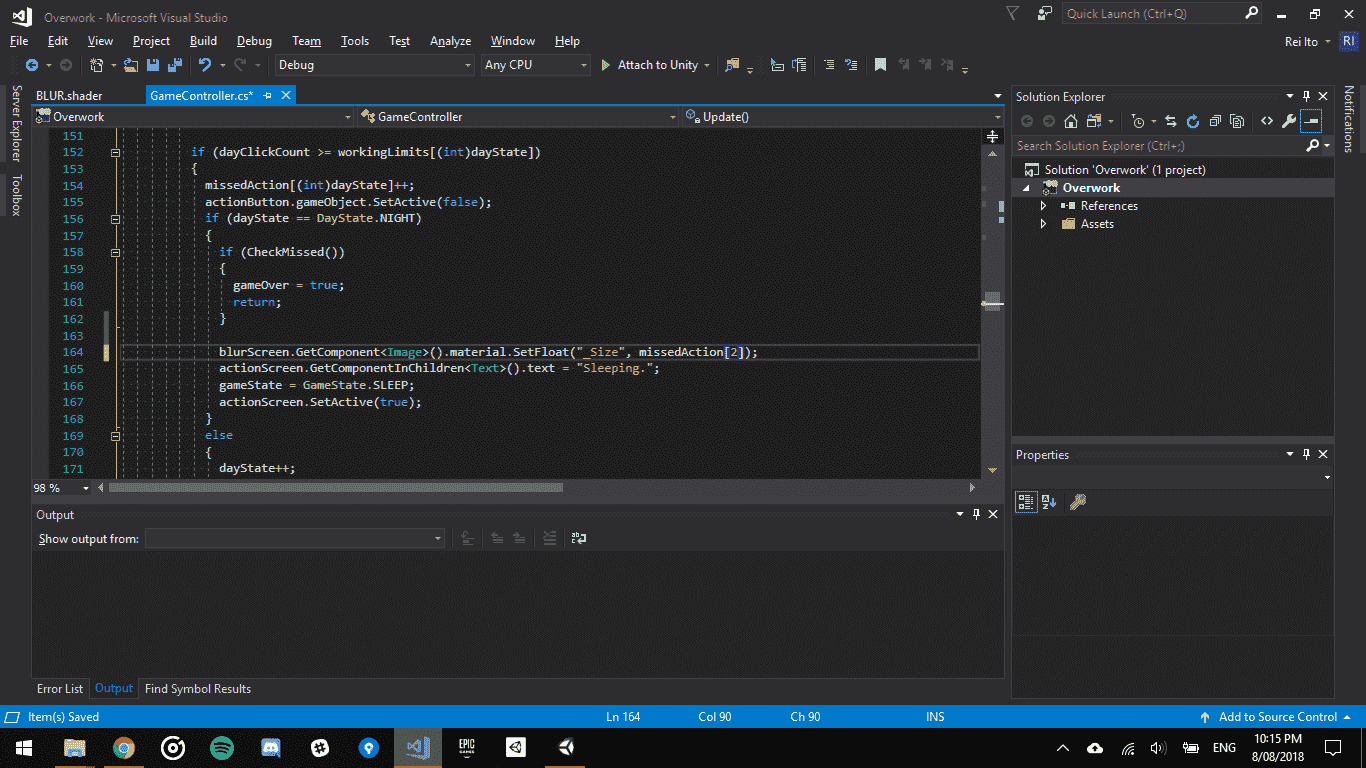 Overwork - Microsoft Visual Studio
Quick Launch (Ctrl+Q)
File Edit View Project Build Debug Team Tools Test Analyze Window Help
Rei Ito RI
Debug Any CPU Attach to Unity
Server Explorer
Toolbox
BLUR.shader GameController.cs*
Overwork GameController Update()
151
152 if (dayClickCount >= workingLimits[(int)dayState])
153 {
154 missedAction[(int)dayState]++;
155 actionButton.gameObject.SetActive(false);
156 if (dayState == DayState.NIGHT)
157 {
158 if (CheckMissed())
159 {
160 gameOver = true;
161 return;
162 }
163
164 blurScreen.GetComponent<Image>().material.SetFloat("_Size", missedAction[2]);
165 actionScreen.GetComponentInChildren<Text>().text = "Sleeping.";
166 gameState = GameState.SLEEP;
167 actionScreen.SetActive(true);
168 }
169 else
170 {
171 dayState++;
98 %
Output
Show output from:
Error List Output Find Symbol Results
Solution Explorer
Search Solution Explorer (Ctrl+;)
Solution 'Overwork' (1 project)
Overwork
References
Assets
Properties
Notifications
Item(s) Saved Ln 164 Col 90 Ch 90 INS Add to Source Control
EPIC GAMES
ENG
10:15 PM
8/08/2018